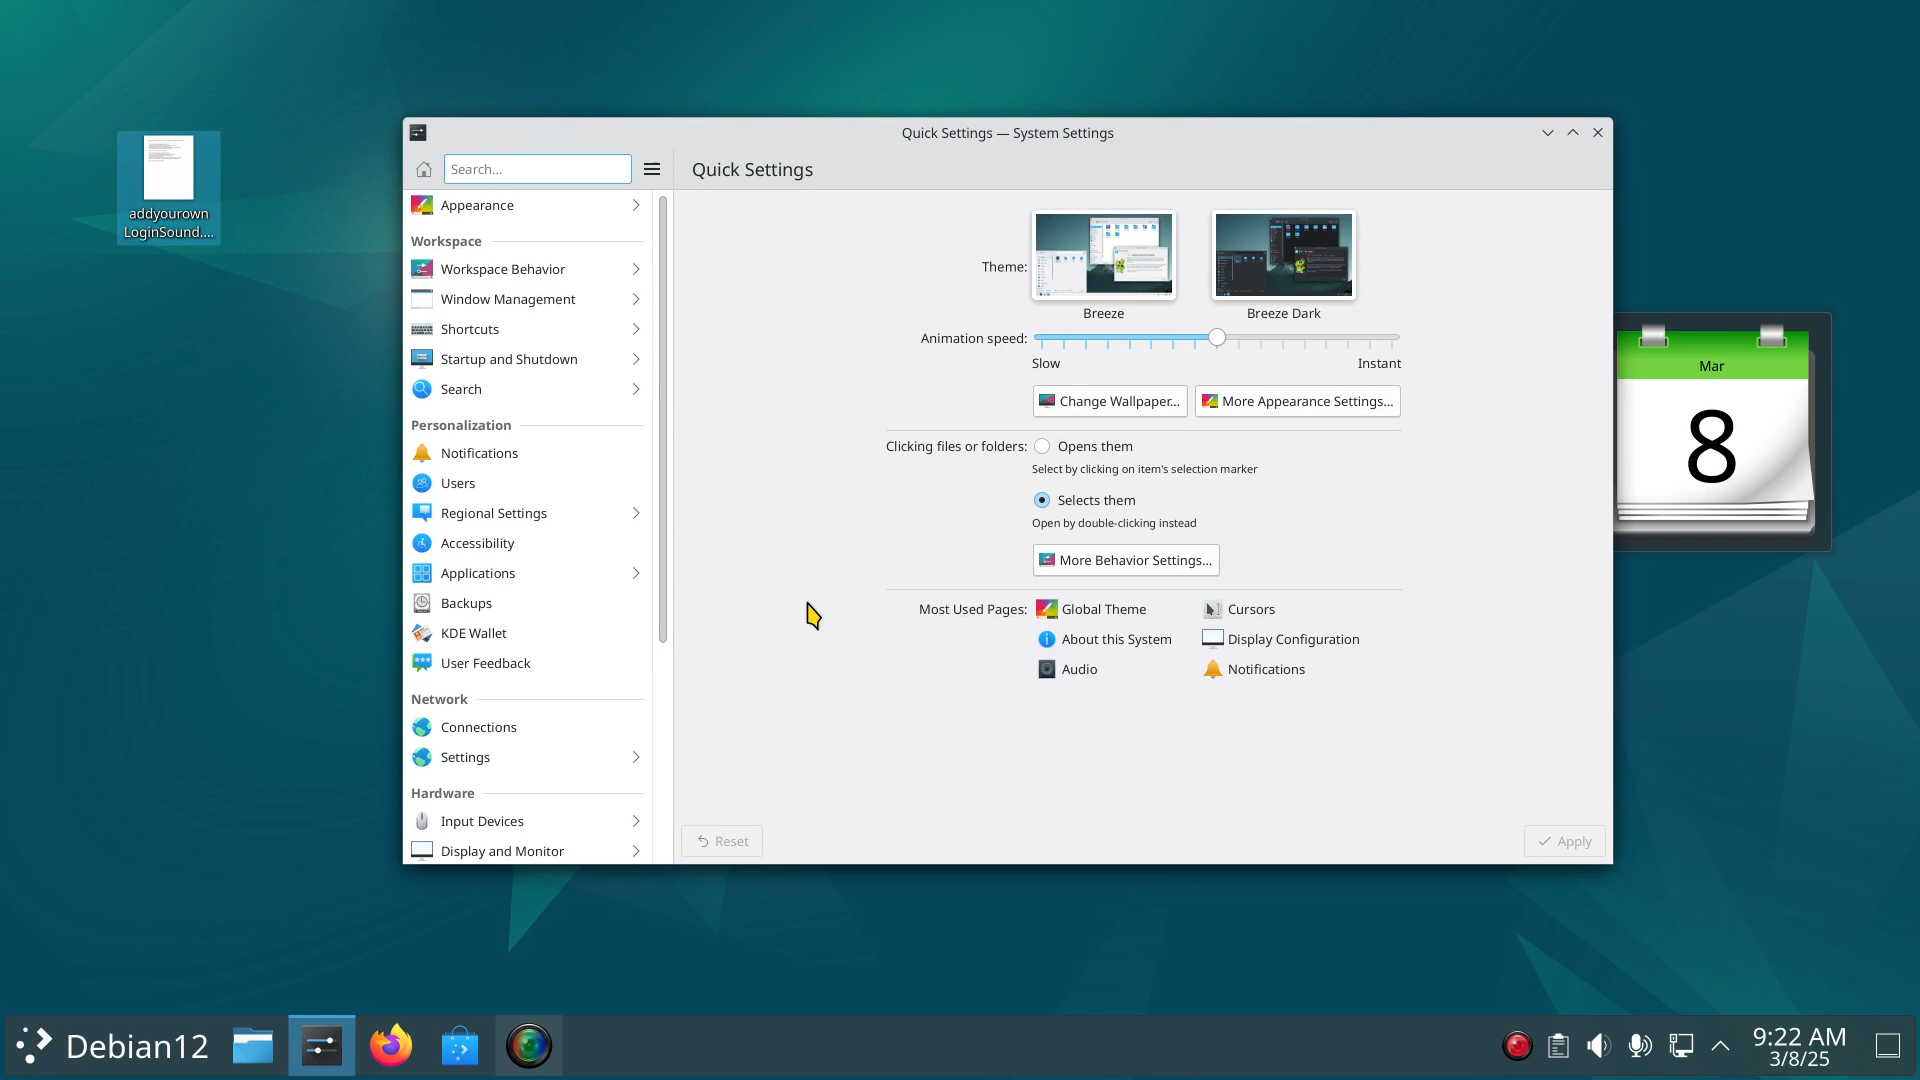 addyourown
LoginSound....
Quick Settings — System Settings
Search...
Quick Settings
Appearance
Workspace
Workspace Behavior
Window Management
Shortcuts
Startup and Shutdown
Search
Personalization
Notifications
Users
Regional Settings
Accessibility
Applications
Backups
KDE Wallet
User Feedback
Network
Connections
Settings
Hardware
Input Devices
Display and Monitor
Theme:
Breeze
Breeze Dark
Animation speed:
Slow
Instant
Change Wallpaper...
More Appearance Settings...
Clicking files or folders:
Opens them
Select by clicking on item's selection marker
Selects them
Open by double-clicking instead
More Behavior Settings...
Most Used Pages:
Global Theme
Cursors
About this System
Display Configuration
Audio
Notifications
Reset
Apply
Mar
8
Debian12
9:22 AM
3/8/25